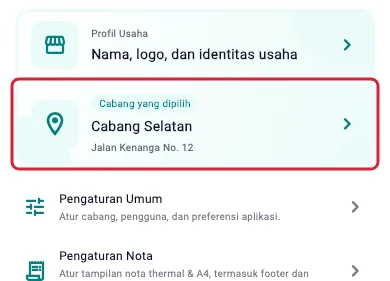 Profil Usaha
Nama, logo, dan identitas usaha
Cabang yang dipilih
Cabang Selatan
Jalan Kenanga No. 12
Pengaturan Umum
Atur cabang, pengguna, dan preferensi aplikasi.
Pengaturan Nota
Atur tampilan nota thermal & A4, termasuk footer dan